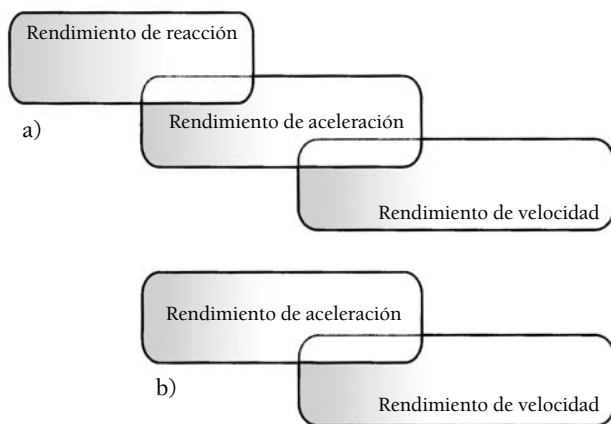 Rendimiento de reacción
a)
Rendimiento de aceleración
Rendimiento de velocidad
Rendimiento de aceleración
b)
Rendimiento de velocidad